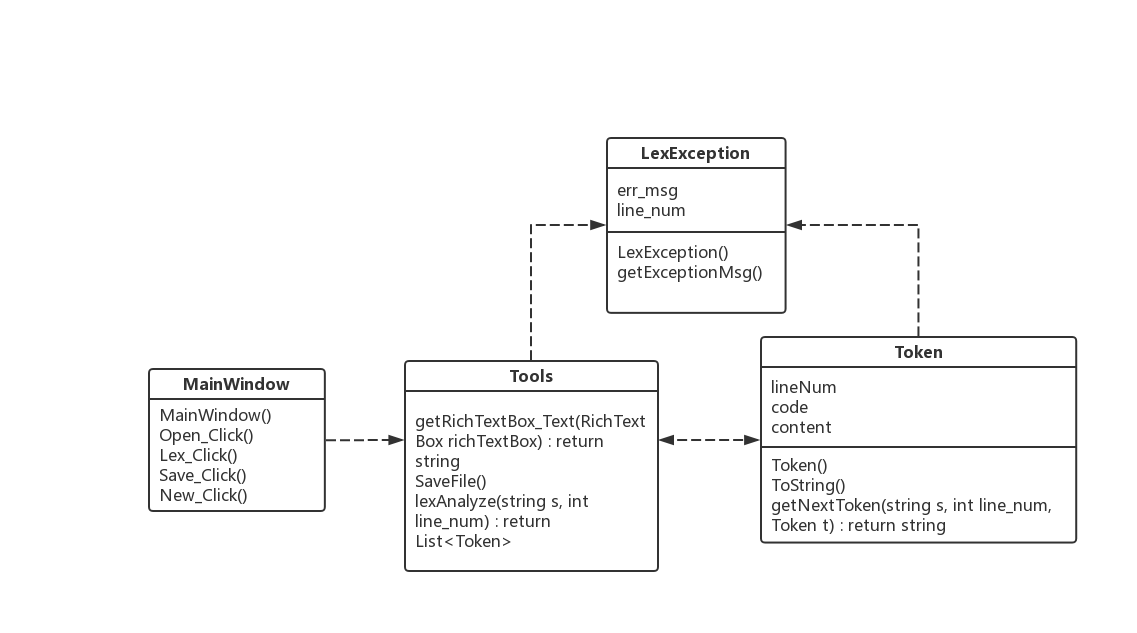 LexException
err_msg
line_num
LexException()
getExceptionMsg()
MainWindow
MainWindow()
Open_Click()
Lex_Click()
Save_Click()
New_Click()
Tools
getRichTextBox_Text(RichText
Box richTextBox) : return
string
SaveFile()
lexAnalyze(string s, int
line_num) : return
List<Token>
Token
lineNum
code
content
Token()
ToString()
getNextToken(string s, int line_num,
Token t) : return string